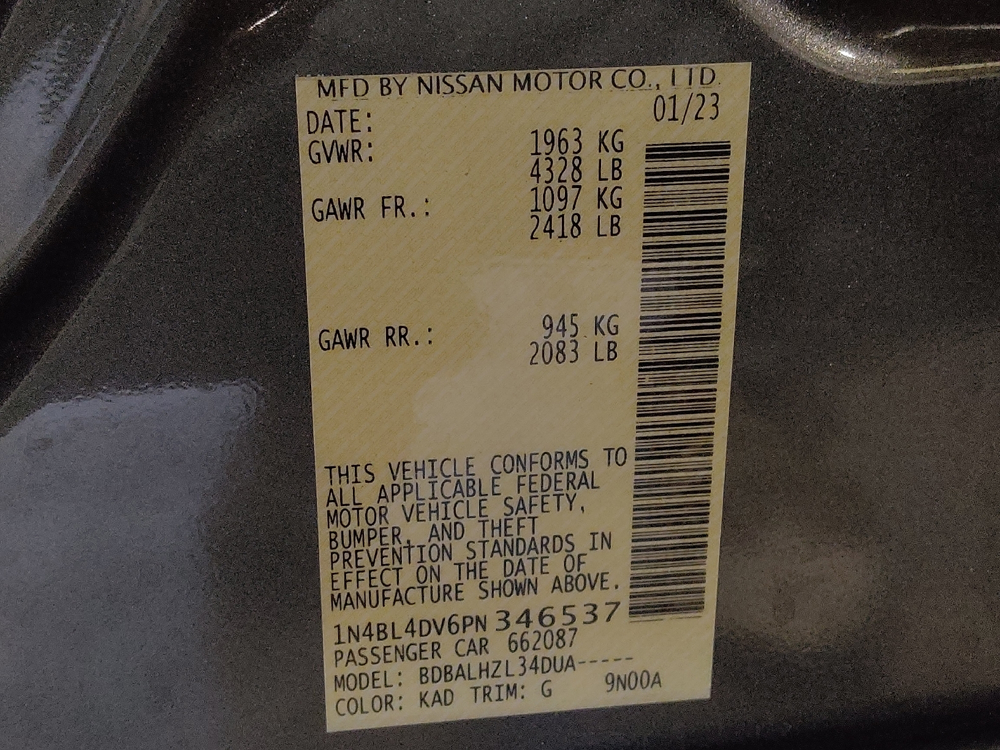 MFD BY NISSAN MOTOR CO., LTD.
DATE: 01/23
GVWR: 1963 KG
4328 LB
GAWR FR.: 1097 KG
2418 LB
GAWR RR.: 945 KG
2083 LB
THIS VEHICLE CONFORMS TO
ALL APPLICABLE FEDERAL
MOTOR VEHICLE SAFETY,
BUMPER, AND THEFT
PREVENTION STANDARDS IN
EFFECT ON THE DATE OF
MANUFACTURE SHOWN ABOVE.
1N4BL4DV6PN 346537
PASSENGER CAR 662087
MODEL: BDBALHZL34DUA-----
COLOR: KAD TRIM: G 9N00A